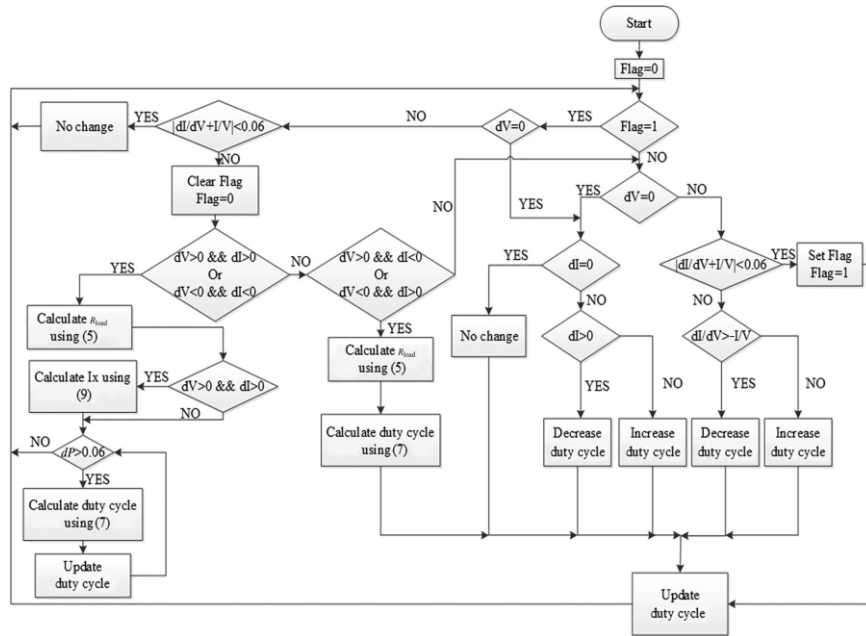 Start
Flag=0
Flag=1
YES
NO
dV=0
NO
YES
|dI/dV+I/V|<0.06
YES
NO
No change
Clear Flag
Flag=0
dV=0
YES
NO
dV>0 && dI>0
Or
dV<0 && dI<0
YES
NO
dV>0 && dI<0
Or
dV<0 && dI>0
NO
YES
dI=0
YES
NO
|dI/dV+I/V|<0.06
YES
NO
Set Flag
Flag=1
Calculate Rload
using (5)
Calculate Rload
using (5)
No change
dI>0
YES
NO
dI/dV>-I/V
YES
NO
dV>0 && dI>0
YES
NO
Calculate Ix using
(9)
Calculate duty cycle
using (7)
Decrease
duty cycle
Increase
duty cycle
Decrease
duty cycle
Increase
duty cycle
dP>0.06
NO
YES
Calculate duty cycle
using (7)
Update
duty cycle
Update
duty cycle